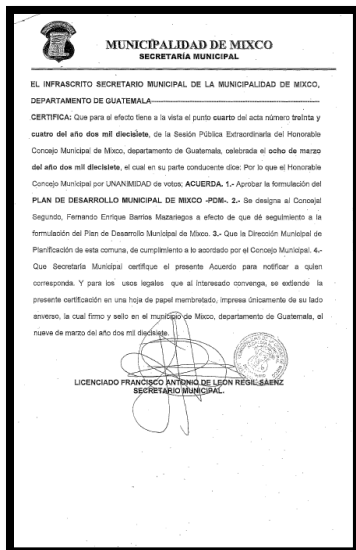 MUNICIPALIDAD DE MIXCO
SECRETARÍA MUNICIPAL
EL INFRASCRITO SECRETARIO MUNICIPAL DE LA MUNICIPALIDAD DE MIXCO,
DEPARTAMENTO DE GUATEMALA------------------------------------------------
CERTIFICA: Que para el efecto tiene a la vista el punto cuarto del acta número treinta y
cuatro del año dos mil diecisiete, de la Sesión Pública Extraordinaria del Honorable
Concejo Municipal de Mixco, departamento de Guatemala, celebrada el ocho de marzo
del año dos mil diecisiete, el cual en su parte conducente dice: Por lo que el Honorable
Concejo Municipal por UNANIMIDAD de votos; ACUERDA. 1.- Aprobar la formulación del
PLAN DE DESARROLLO MUNICIPAL DE MIXCO -PDM-. 2.- Se designa al Concejal
Segundo, Fernando Enrique Barrios Mazariegos a efecto de que dé seguimiento a la
formulación del Plan de Desarrollo Municipal de Mixco. 3.- Que la Dirección Municipal de
Planificación de esta comuna, de cumplimiento a lo acordado por el Concejo Municipal. 4.-
Que Secretaría Municipal certifique el presente Acuerdo para notificar a quien
corresponda. Y para los usos legales que al interesado convenga, se extiende la
presente certificación en una hoja de papel membretado, impresa únicamente de su lado
anverso, la cual firmo y sello en el municipio de Mixco, departamento de Guatemala, el
nueve de marzo del año dos mil diecisiete.
LICENCIADO FRANCISCO ANTONIO DE LEÓN REGIL SAENZ
SECRETARIO MUNICIPAL.